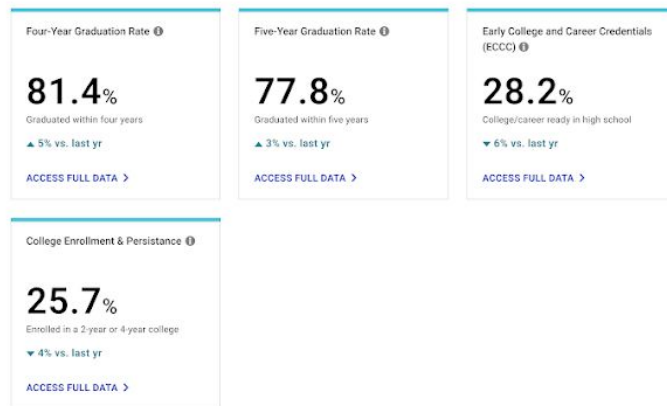 Four-Year Graduation Rate
81.4%
Graduated within four years
▲ 5% vs. last yr
ACCESS FULL DATA >
Five-Year Graduation Rate
77.8%
Graduated within five years
▲ 3% vs. last yr
ACCESS FULL DATA >
Early College and Career Credentials
(ECCC)
28.2%
College/career ready in high school
▼ 6% vs. last yr
ACCESS FULL DATA >
College Enrollment & Persistance
25.7%
Enrolled in a 2-year or 4-year college
▼ 4% vs. last yr
ACCESS FULL DATA >